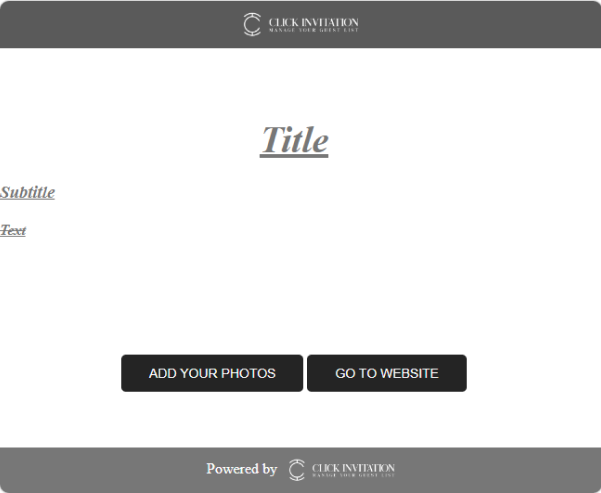 CLICK INVITATION
MANAGE YOUR GUEST LIST
Title
Subtitle
Text
ADD YOUR PHOTOS
GO TO WEBSITE
Powered by
CLICK INVITATION
MANAGE YOUR GUEST LIST